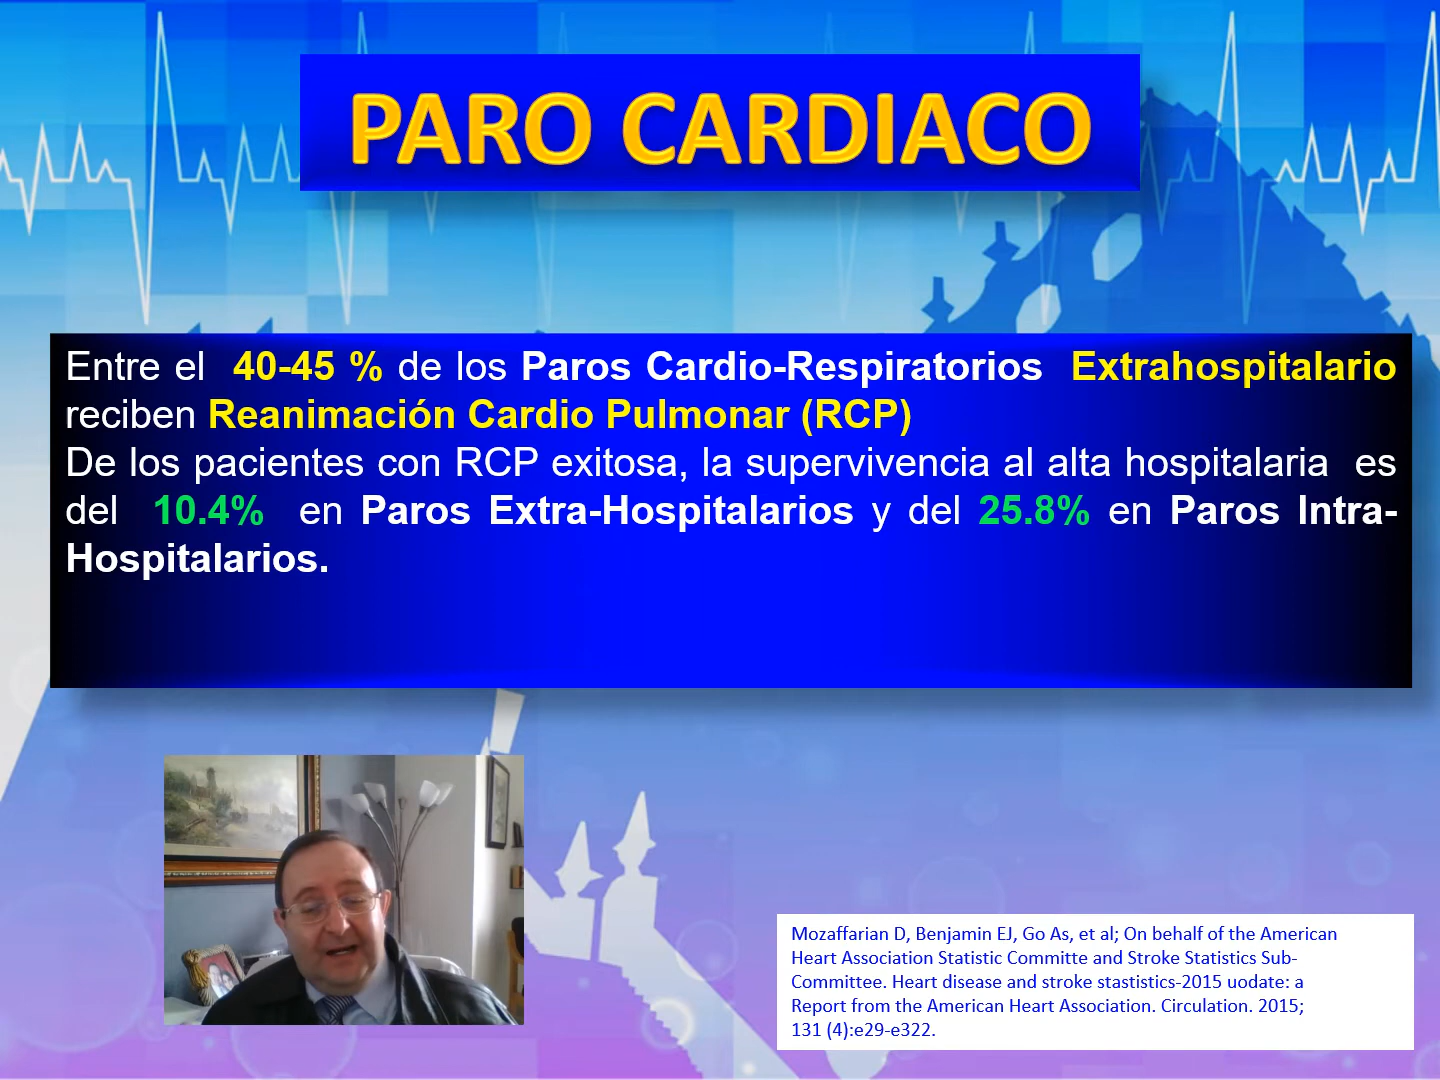 PARO CARDIACO
Entre el 40-45 % de los Paros Cardio-Respiratorios Extrahospitalario
reciben Reanimación Cardio Pulmonar (RCP)
De los pacientes con RCP exitosa, la supervivencia al alta hospitalaria es
del 10.4% en Paros Extra-Hospitalarios y del 25.8% en Paros Intra-
Hospitalarios.
Mozaffarian D, Benjamin EJ, Go As, et al; On behalf of the American
Heart Association Statistic Committe and Stroke Statistics Sub-
Committee. Heart disease and stroke stastistics-2015 uodate: a
Report from the American Heart Association. Circulation. 2015;
131 (4):e29-e322.